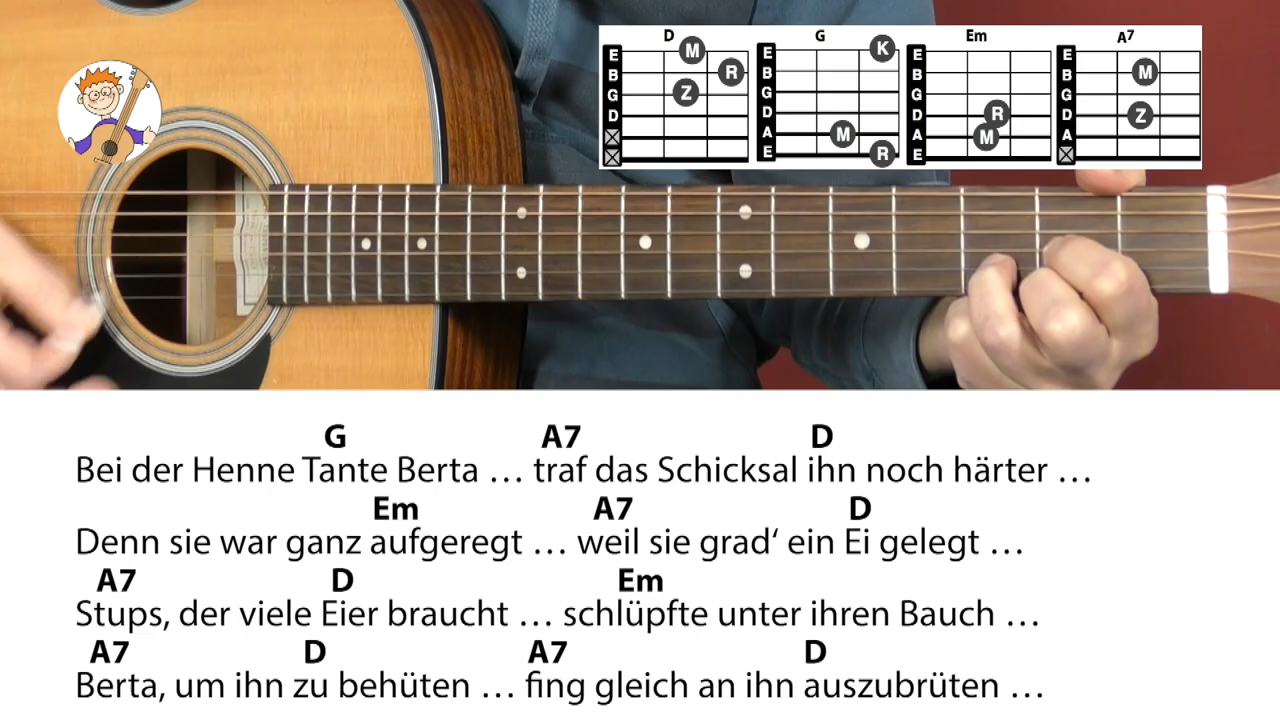 D G Em A7
E B G D M R Z
E B G D A E K M R
E B G D A E R M
E B G D A M Z
G A7 D
Bei der Henne Tante Berta … traf das Schicksal ihn noch härter …
Em A7 D
Denn sie war ganz aufgeregt … weil sie grad‘ ein Ei gelegt …
A7 D Em
Stups, der viele Eier braucht … schlüpfte unter ihren Bauch …
A7 D A7 D
Berta, um ihn zu behüten … fing gleich an ihn auszubrüten …